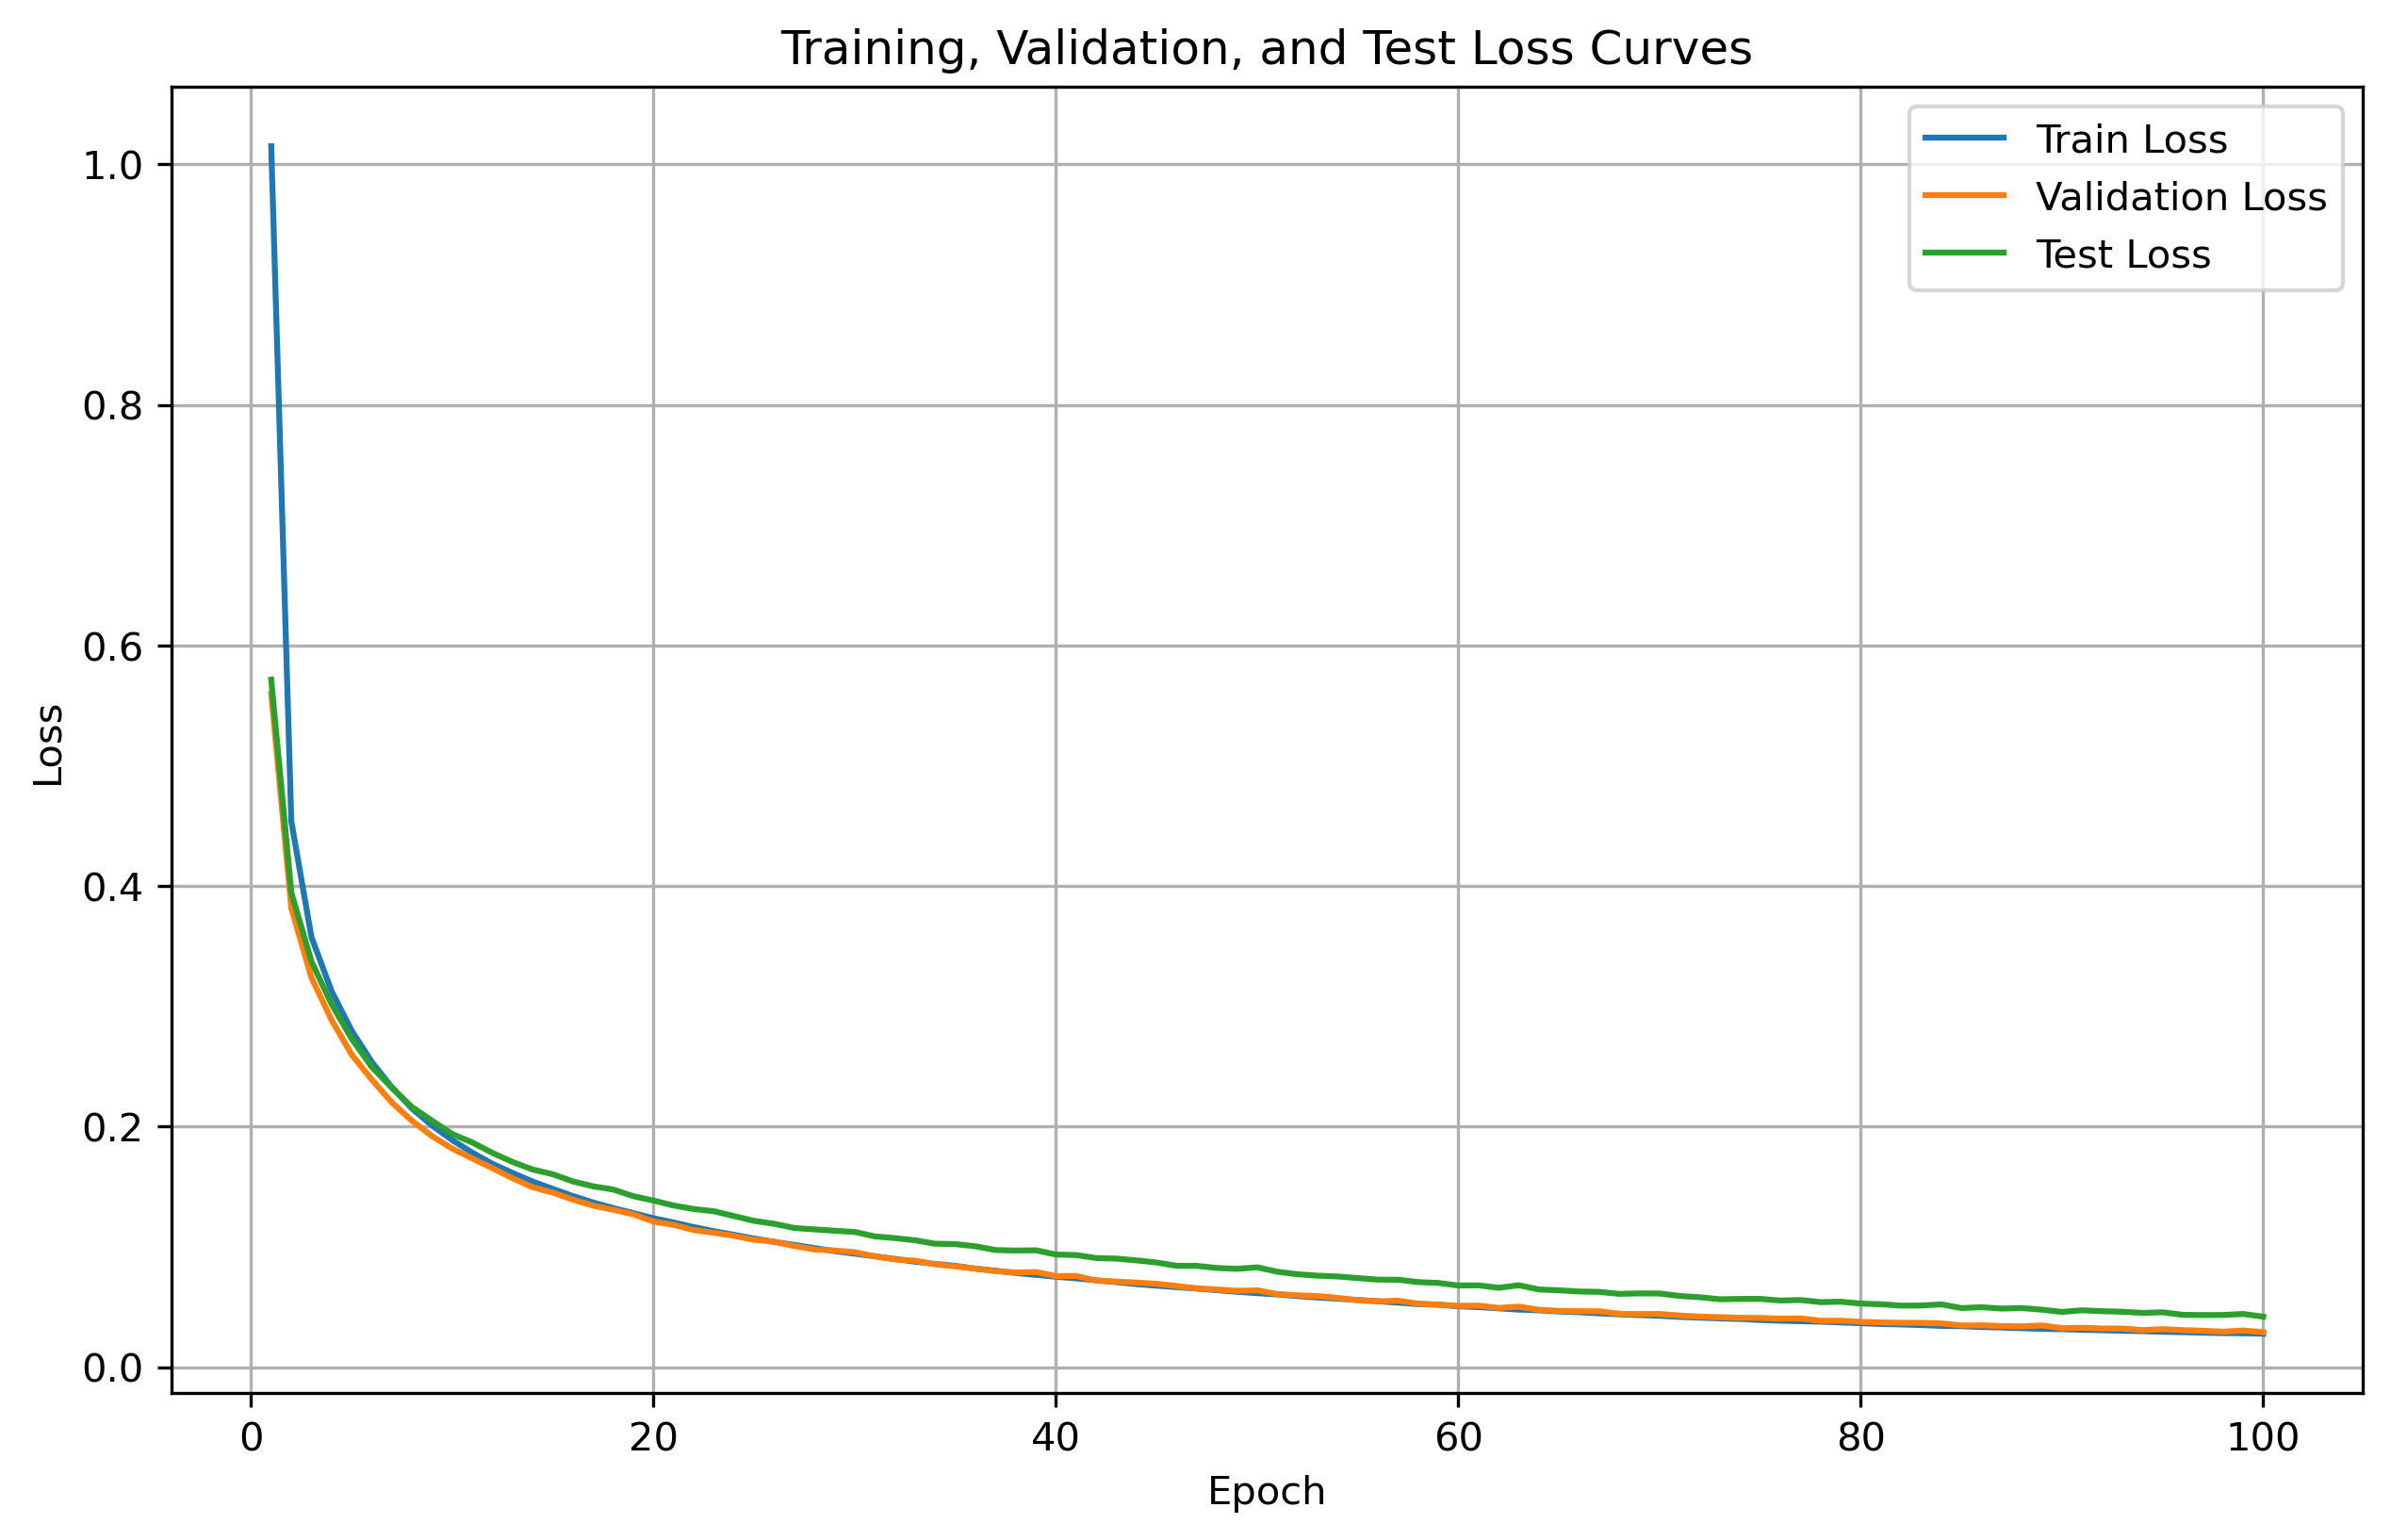 Training, Validation, and Test Loss Curves
Train Loss
Validation Loss
Test Loss
Loss
1.0
0.8
0.6
0.4
0.2
0.0
0 20 40 60 80 100
Epoch